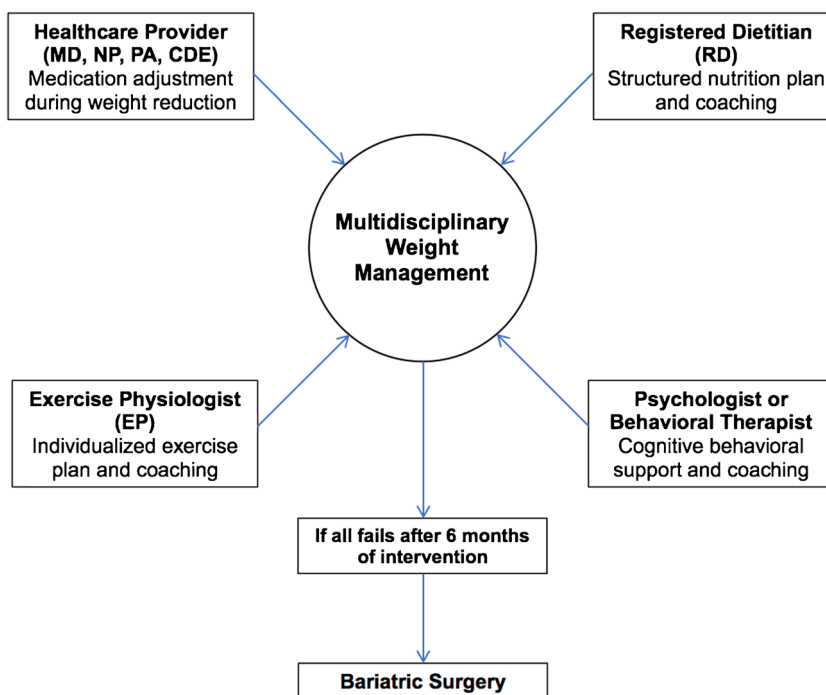 Healthcare Provider
(MD, NP, PA, CDE)
Medication adjustment
during weight reduction
Registered Dietitian
(RD)
Structured nutrition plan
and coaching
Multidisciplinary
Weight
Management
Exercise Physiologist
(EP)
Individualized exercise
plan and coaching
Psychologist or
Behavioral Therapist
Cognitive behavioral
support and coaching
If all fails after 6 months
of intervention
Bariatric Surgery